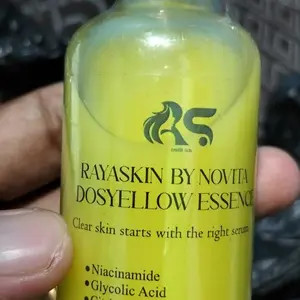 RS
RAYASKIN BY NOVITA
DOSYELLOW ESSENCE
Clear skin starts with the right serum
•Niacinamide
•Glycolic Acid